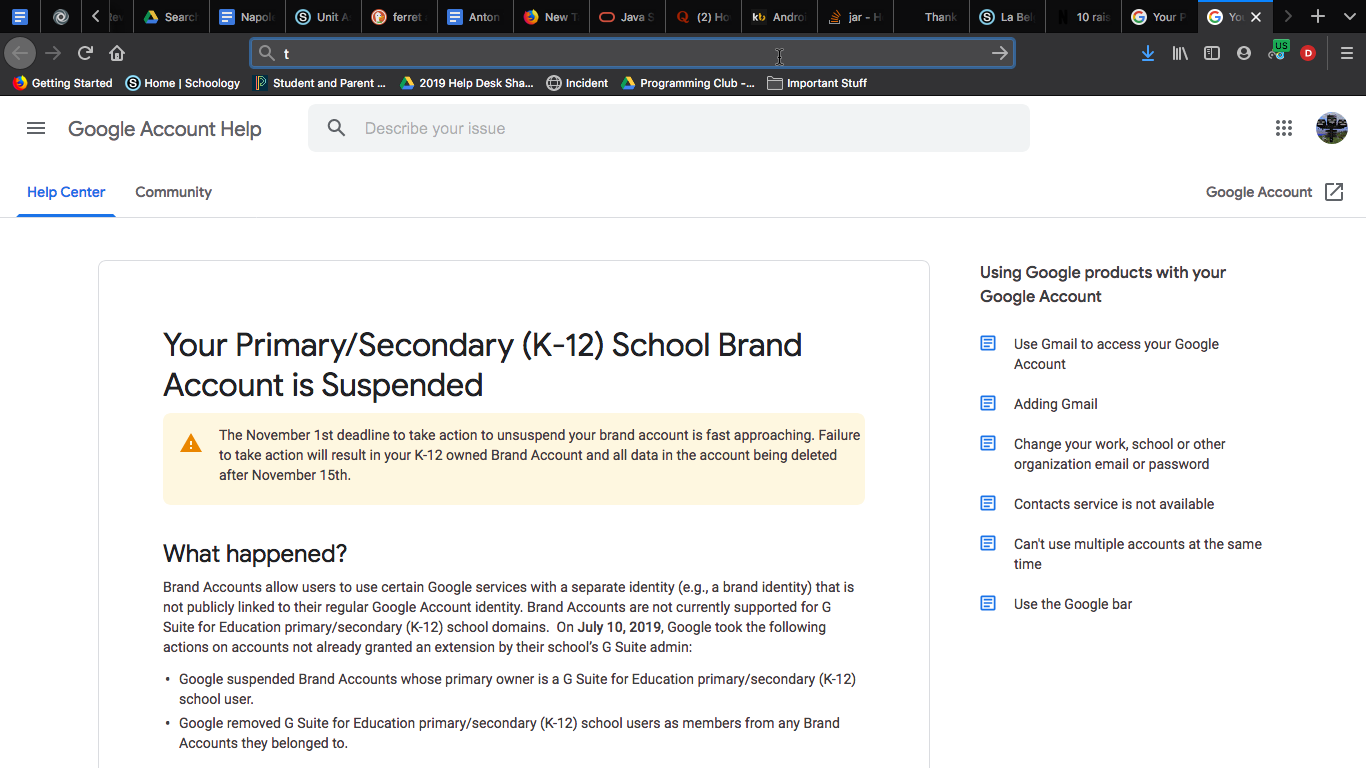 Search
Napol
Unit A
ferret
Anton
New T
Java S
(2) Ho
Andro
jar - H
Thank
La Bel
10 rais
Your P
t
US
D
Getting Started
Home | Schoology
Student and Parent ...
2019 Help Desk Sha...
Incident
Programming Club -...
Important Stuff
Google Account Help
Describe your issue
Help Center
Community
Google Account
Your Primary/Secondary (K-12) School Brand
Account is Suspended
The November 1st deadline to take action to unsuspend your brand account is fast approaching. Failure
to take action will result in your K-12 owned Brand Account and all data in the account being deleted
after November 15th.
What happened?
Brand Accounts allow users to use certain Google services with a separate identity (e.g., a brand identity) that is
not publicly linked to their regular Google Account identity. Brand Accounts are not currently supported for G
Suite for Education primary/secondary (K-12) school domains.  On July 10, 2019, Google took the following
actions on accounts not already granted an extension by their school's G Suite admin:
• Google suspended Brand Accounts whose primary owner is a G Suite for Education primary/secondary (K-12)
school user.
• Google removed G Suite for Education primary/secondary (K-12) school users as members from any Brand
Accounts they belonged to.
Using Google products with your
Google Account
Use Gmail to access your Google
Account
Adding Gmail
Change your work, school or other
organization email or password
Contacts service is not available
Can't use multiple accounts at the same
time
Use the Google bar